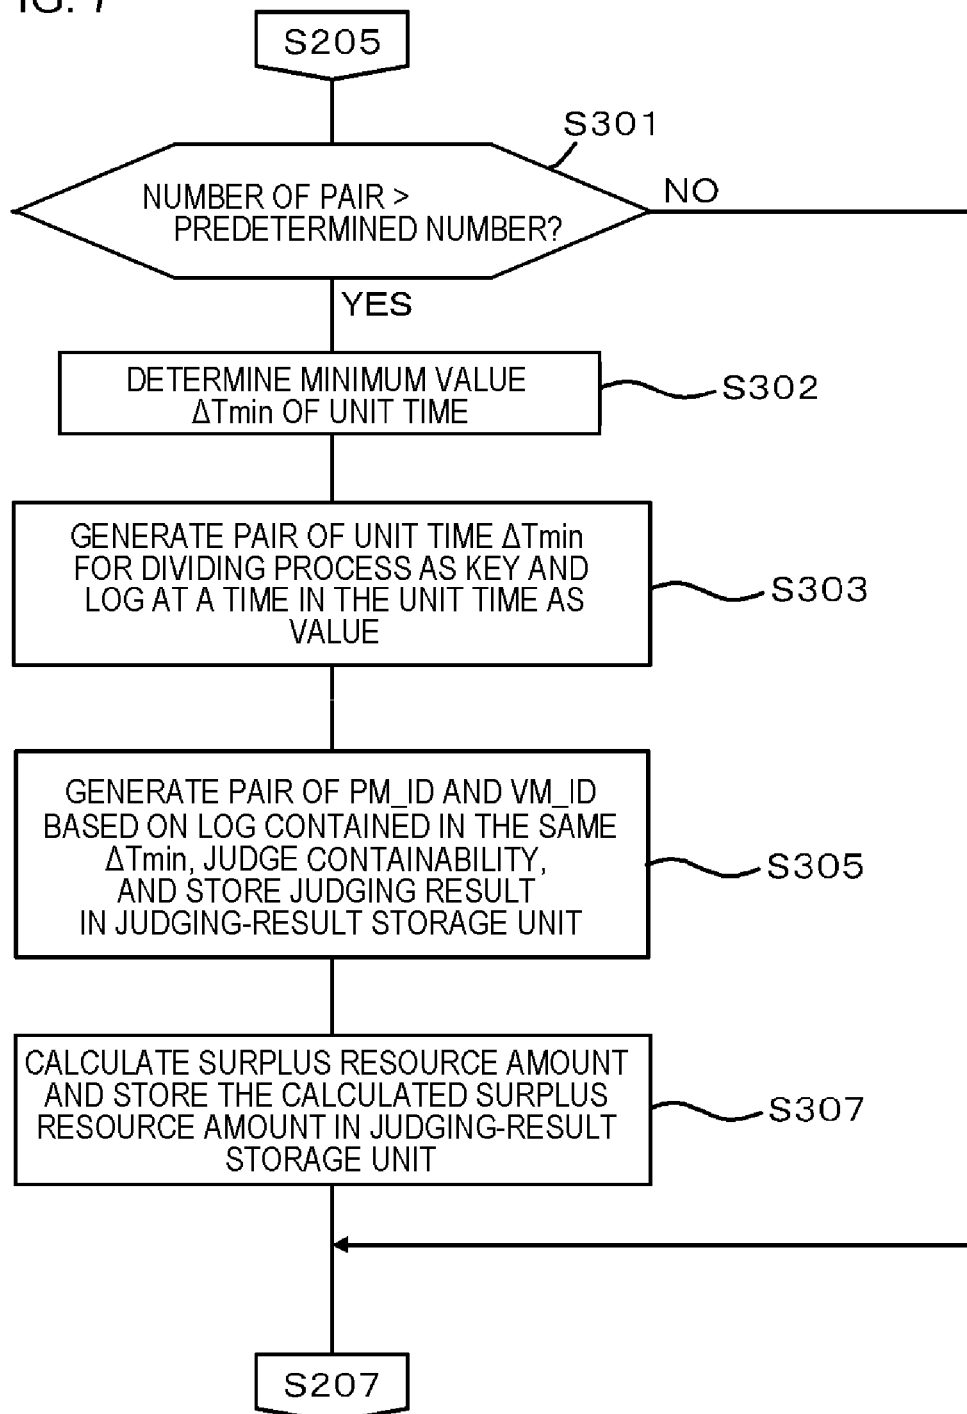 IG. 7
S205
S301
NUMBER OF PAIR >
PREDETERMINED NUMBER?
NO
YES
DETERMINE MINIMUM VALUE
ΔTmin OF UNIT TIME
S302
GENERATE PAIR OF UNIT TIME ΔTmin
FOR DIVIDING PROCESS AS KEY AND
LOG AT A TIME IN THE UNIT TIME AS
VALUE
S303
GENERATE PAIR OF PM_ID AND VM_ID
BASED ON LOG CONTAINED IN THE SAME
ΔTmin, JUDGE CONTAINABILITY,
AND STORE JUDGING RESULT
IN JUDGING-RESULT STORAGE UNIT
S305
CALCULATE SURPLUS RESOURCE AMOUNT
AND STORE THE CALCULATED SURPLUS
RESOURCE AMOUNT IN JUDGING-RESULT
STORAGE UNIT
S307
S207